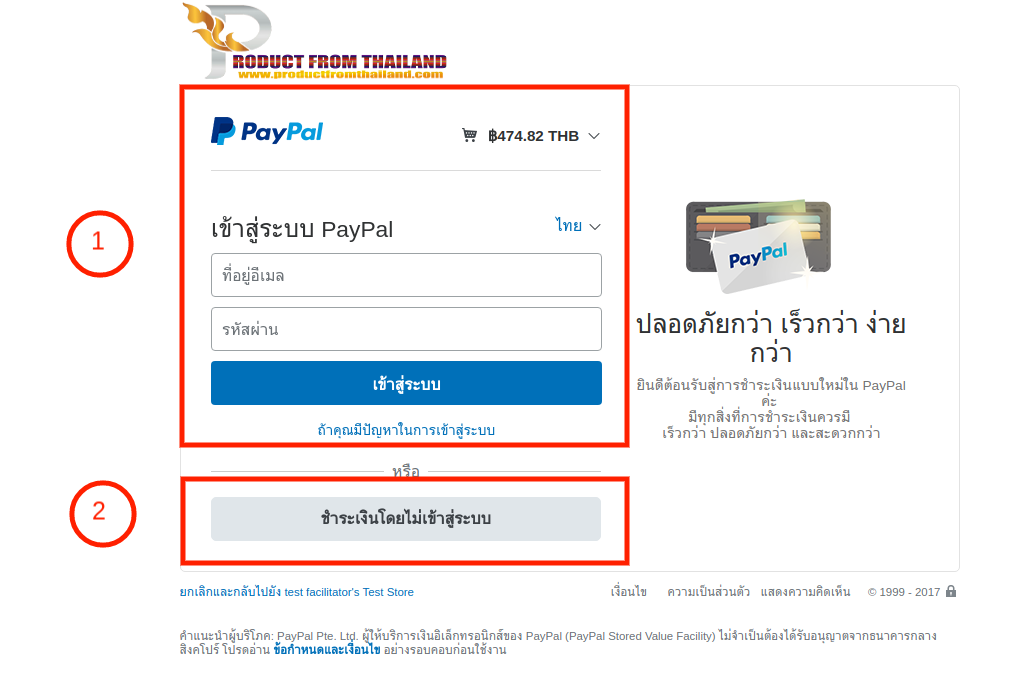 PRODUCT FROM THAILAND
www.productfromthailand.com
PayPal
฿474.82 THB
1
เข้าสู่ระบบ PayPal
ไทย
ที่อยู่อีเมล
รหัสผ่าน
เข้าสู่ระบบ
ถ้าคุณมีปัญหาในการเข้าสู่ระบบ
หรือ
2
ชำระเงินโดยไม่เข้าสู่ระบบ
PayPal
ปลอดภัยกว่า เร็วกว่า ง่าย
กว่า
ยินดีต้อนรับสู่การชำระเงินแบบใหม่ใน PayPal
ค่ะ
มีทุกสิ่งที่การชำระเงินควรมี
เร็วกว่า ปลอดภัยกว่า และสะดวกกว่า
ยกเลิกและกลับไปยัง test facilitator's Test Store
เงื่อนไข ความเป็นส่วนตัว แสดงความคิดเห็น © 1999 - 2017
คำแนะนำผู้บริโภค: PayPal Pte. Ltd. ผู้ให้บริการเงินอิเล็กทรอนิกส์ของ PayPal (PayPal Stored Value Facility) ไม่จำเป็นต้องได้รับอนุญาตจากธนาคารกลาง
สิงคโปร์ โปรดอ่าน ข้อกำหนดและเงื่อนไข อย่างรอบคอบก่อนใช้งาน